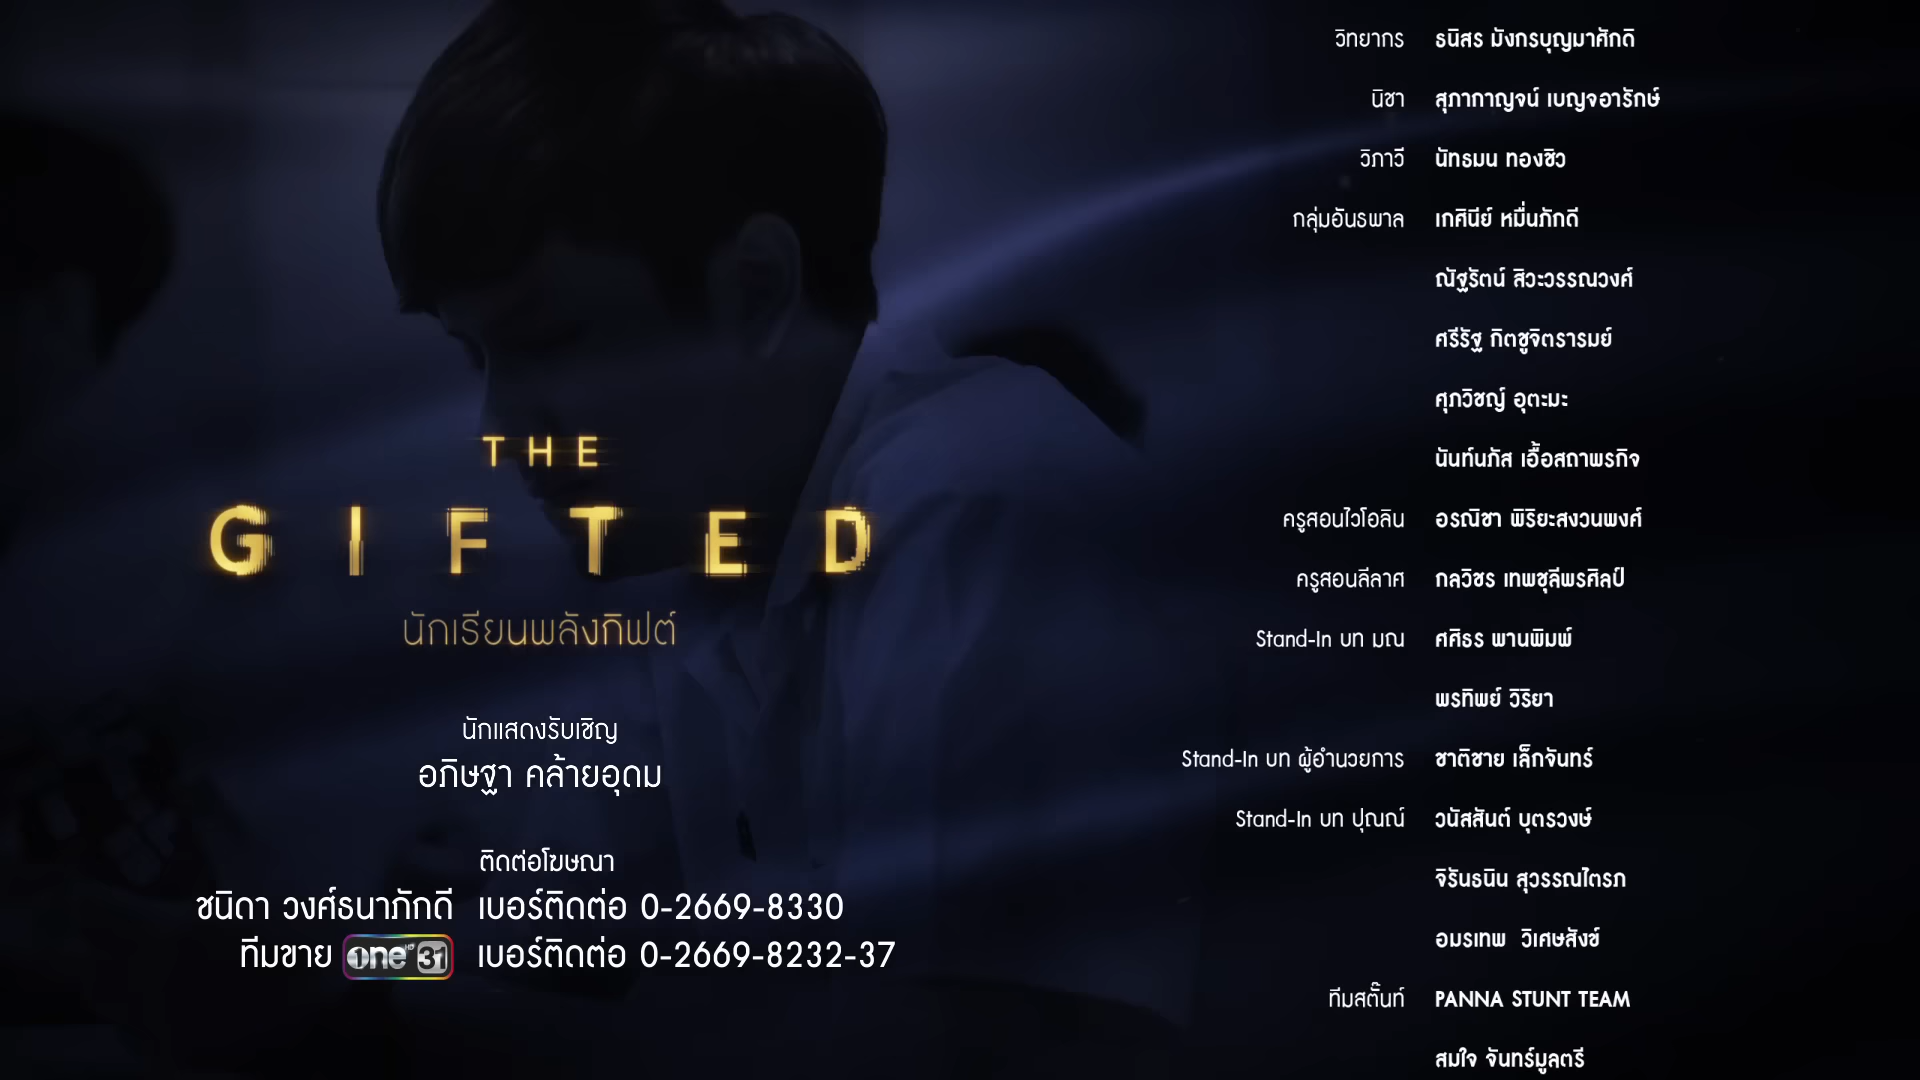 THE
GIFTED
นักเรียนพลังกิฟต์
นักแสดงรับเชิญ
อภิษฐา คล้ายอุดม
ติดต่อโฆษณา
ชนิดา วงศ์ธนาภักดี เบอร์ติดต่อ 0-2669-8330
ทีมขาย one HD 31 เบอร์ติดต่อ 0-2669-8232-37
วิทยากร ธนิสร มังกรบุญมาศักดิ
นิชา สุภากาญจน์ เบญจอารักษ์
วิภาวี นัทธมน ทองชิว
กลุ่มอันธพาล เกศินีย์ หมื่นภักดี
ณัฐรัตน์ สิวะวรรณวงศ์
ศรีรัฐ กิตชูจิตรารมย์
ศุภวิชญ์ อุตะมะ
นันท์นภัส เอื้อสถาพรกิจ
ครูสอนไวโอลิน อรณิชา พิริยะสงวนพงศ์
ครูสอนลีลาศ กลวิชร เทพชุลีพรศิลป์
Stand-In บท มณ ศศิธร พานพิมพ์
พรทิพย์ วิริยา
Stand-In บท ผู้อำนวยการ ชาติชาย เล็กจันทร์
Stand-In บท ปุณณ์ วนัสสันต์ บุตรวงษ์
จิรันธนิน สุวรรณไตรภ
อมรเทพ วิเศษสังข์
ทีมสตั๊นท์ PANNA STUNT TEAM
สมใจ จันทร์มูลตรี